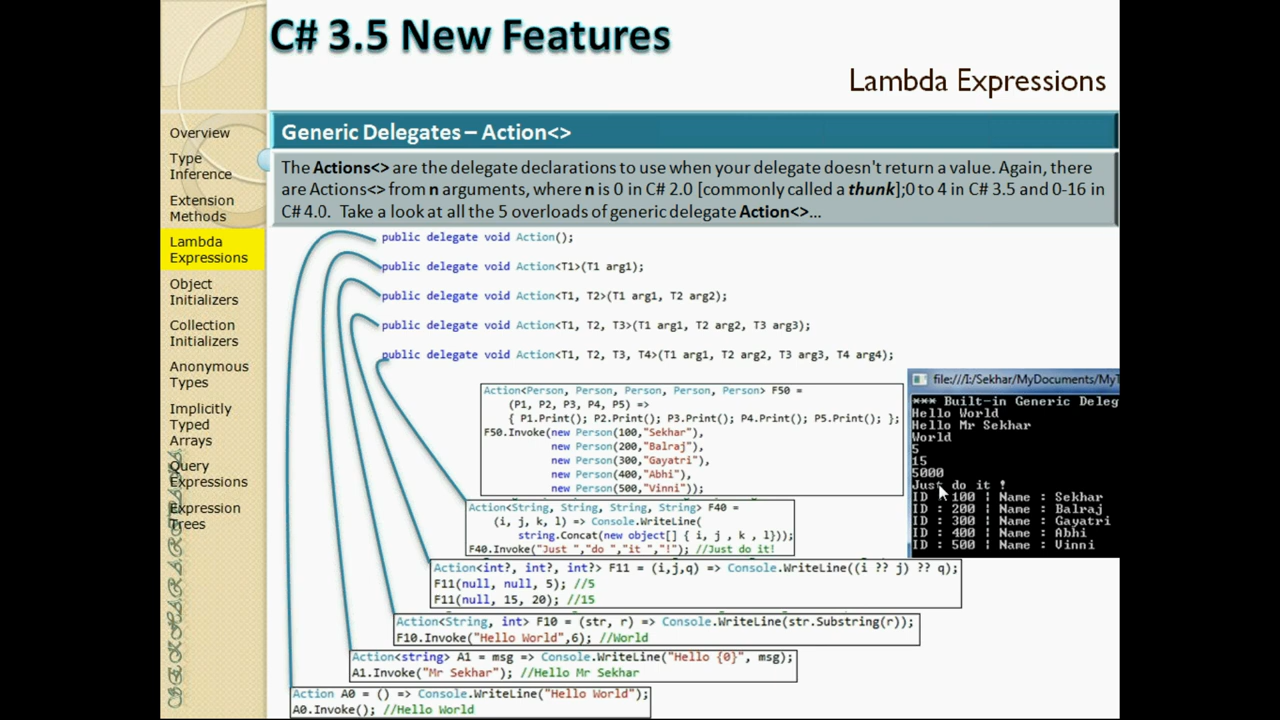 C# 3.5 New Features
Lambda Expressions
Overview
Type
Inference
Extension
Methods
Lambda
Expressions
Object
Initializers
Collection
Initializers
Anonymous
Types
Implicitly
Typed
Arrays
Query
Expressions
Expression
Trees
Generic Delegates – Action<>
The Actions<> are the delegate declarations to use when your delegate doesn't return a value. Again, there
are Actions<> from n arguments, where n is 0 in C# 2.0 [commonly called a thunk];0 to 4 in C# 3.5 and 0-16 in
C# 4.0. Take a look at all the 5 overloads of generic delegate Action<>...
public delegate void Action();
public delegate void Action<T1>(T1 arg1);
public delegate void Action<T1, T2>(T1 arg1, T2 arg2);
public delegate void Action<T1, T2, T3>(T1 arg1, T2 arg2, T3 arg3);
public delegate void Action<T1, T2, T3, T4>(T1 arg1, T2 arg2, T3 arg3, T4 arg4);
Action<Person, Person, Person, Person, Person> F50 =
(P1, P2, P3, P4, P5) =>
{ P1.Print(); P2.Print(); P3.Print(); P4.Print(); P5.Print(); };
F50.Invoke(new Person(100,"Sekhar"),
new Person(200,"Balraj"),
new Person(300,"Gayatri"),
new Person(400,"Abhi"),
new Person(500,"Vinni"));
Action<String, String, String, String> F40 =
(i, j, k, l) => Console.WriteLine(
string.Concat(new object[] { i, j , k , l}));
F40.Invoke("Just ","do ","it ","!"); //Just do it!
Action<int?, int?, int?> F11 = (i,j,q) => Console.WriteLine((i ?? j) ?? q);
F11(null, null, 5); //5
F11(null, 15, 20); //15
Action<String, int> F10 = (str, r) => Console.WriteLine(str.Substring(r));
F10.Invoke("Hello World",6); //World
Action<string> A1 = msg => Console.WriteLine("Hello {0}", msg);
A1.Invoke("Mr Sekhar"); //Hello Mr Sekhar
Action A0 = () => Console.WriteLine("Hello World");
A0.Invoke(); //Hello World
file:///I:/Sekhar/MyDocuments/MyT
*** Built-in Generic Deleg
Hello World
Hello Mr Sekhar
World
5
15
5000
Just do it !
ID : 100 | Name : Sekhar
ID : 200 | Name : Balraj
ID : 300 | Name : Gayatri
ID : 400 | Name : Abhi
ID : 500 | Name : Vinni